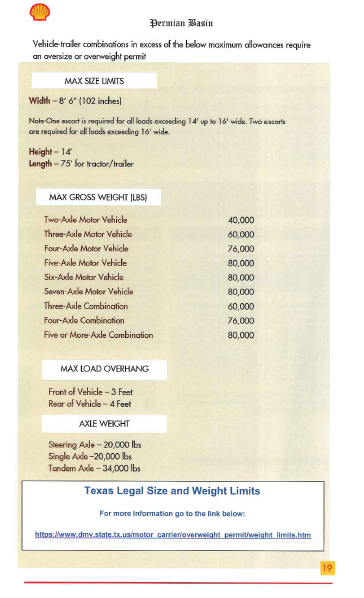 Permian Basin
Vehicle-trailer combinations in excess of the below maximum allowances require
an oversize or overweight permit
MAX SIZE LIMITS
Width – 8' 6" (102 inches)
Note-One escort is required for all loads exceeding 14' up to 16' wide. Two escorts
are required for all loads exceeding 16' wide.
Height – 14'
Length – 75' for tractor/trailer
MAX GROSS WEIGHT (LBS)
Two-Axle Motor Vehicle 40,000
Three-Axle Motor Vehicle 60,000
Four-Axle Motor Vehicle 76,000
Five-Axle Motor Vehicle 80,000
Six-Axle Motor Vehicle 80,000
Seven-Axle Motor Vehicle 80,000
Three-Axle Combination 60,000
Four-Axle Combination 76,000
Five or More-Axle Combination 80,000
MAX LOAD OVERHANG
Front of Vehicle – 3 Feet
Rear of Vehicle – 4 Feet
AXLE WEIGHT
Steering Axle – 20,000 lbs
Single Axle –20,000 lbs
Tandem Axle – 34,000 lbs
Texas Legal Size and Weight Limits
For more information go to the link below:
https://www.dmv.state.tx.us/motor_carrier/overweight_permit/weight_limits.htm
19